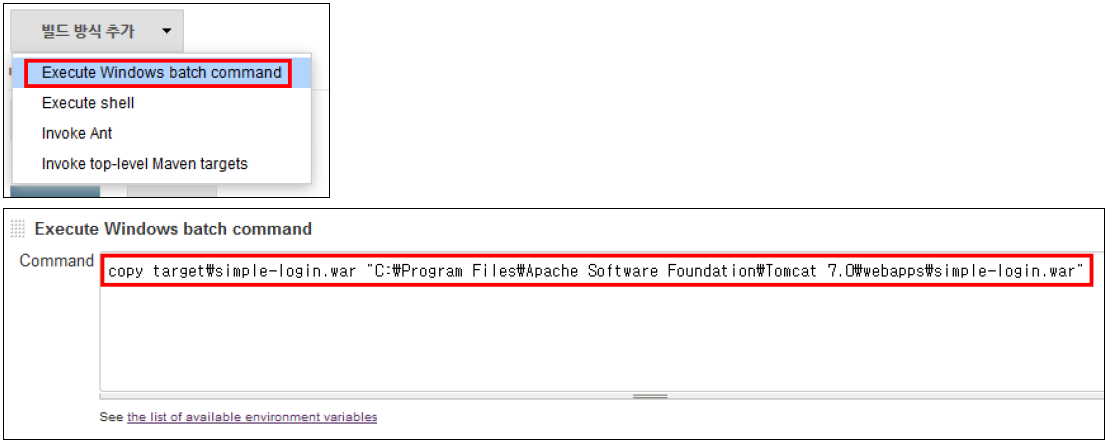 빌드 방식 추가
Execute Windows batch command
Execute shell
Invoke Ant
Invoke top-level Maven targets
Execute Windows batch command
Command
copy target₩simple-login.war "C:₩Program Files₩Apache Software Foundation₩Tomcat 7.0₩webapps₩simple-login.war"
See the list of available environment variables